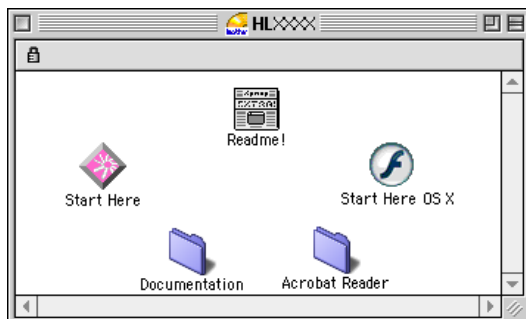 HLXXXX
Readme!
Start Here
Start Here OS X
Documentation
Acrobat Reader